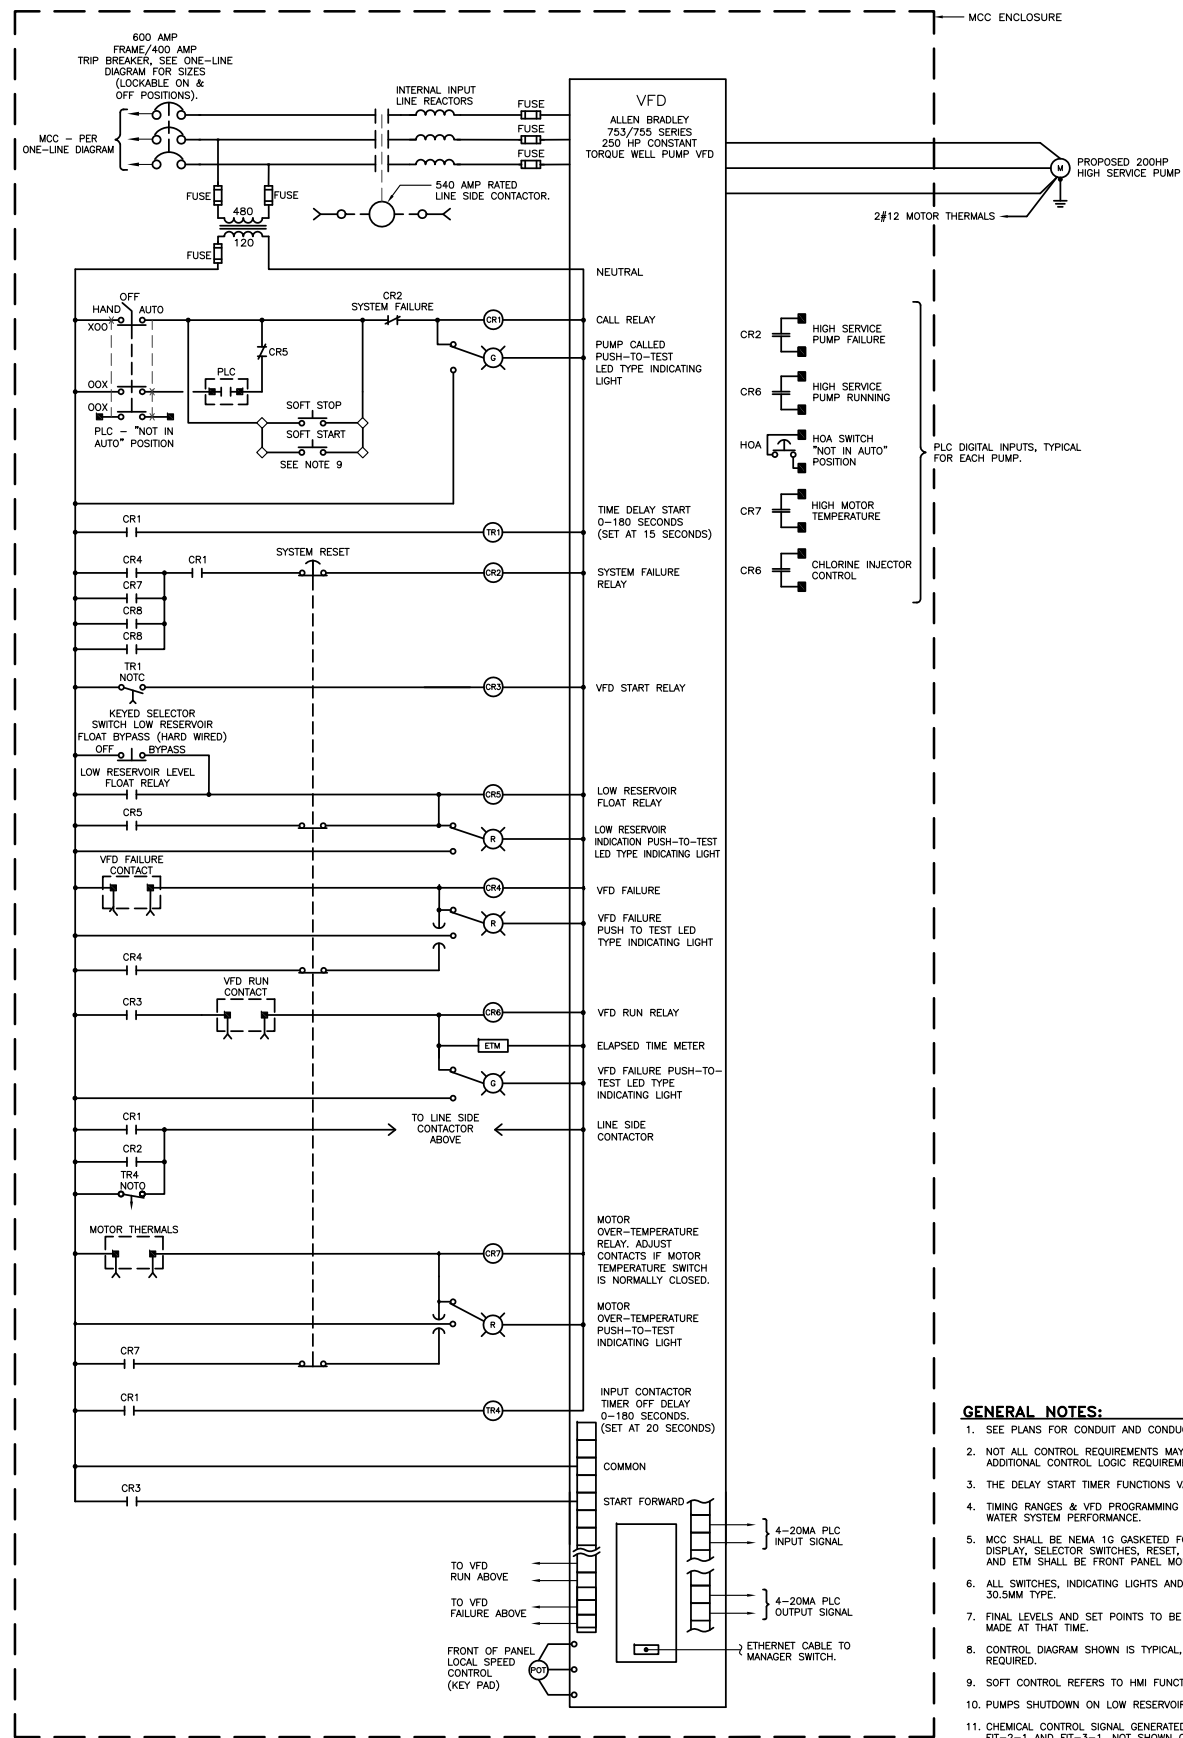 MCC ENCLOSURE
600 AMP
FRAME/400 AMP
TRIP BREAKER, SEE ONE-LINE
DIAGRAM FOR SIZES
(LOCKABLE ON &
OFF POSITIONS).
MCC - PER
ONE-LINE DIAGRAM
INTERNAL INPUT
LINE REACTORS
FUSE
FUSE
FUSE
VFD
ALLEN BRADLEY
753/755 SERIES
250 HP CONSTANT
TORQUE WELL PUMP VFD
M
PROPOSED 200HP
HIGH SERVICE PUMP
2#12 MOTOR THERMALS
540 AMP RATED
LINE SIDE CONTACTOR.
FUSE
FUSE
480
120
FUSE
NEUTRAL
OFF
HAND
AUTO
XOO
CR2
SYSTEM FAILURE
CR1
CALL RELAY
CR5
G
PUMP CALLED
PUSH-TO-TEST
LED TYPE INDICATING
LIGHT
PLC
OOX
OOX
PLC - "NOT IN
AUTO" POSITION
SOFT STOP
SOFT START
SEE NOTE 9
CR2
HIGH SERVICE
PUMP FAILURE
CR6
HIGH SERVICE
PUMP RUNNING
HOA
HOA SWITCH
"NOT IN AUTO"
POSITION
CR7
HIGH MOTOR
TEMPERATURE
CR6
CHLORINE INJECTOR
CONTROL
PLC DIGITAL INPUTS, TYPICAL
FOR EACH PUMP.
CR1
TR1
TIME DELAY START
0-180 SECONDS
(SET AT 15 SECONDS)
CR4
CR1
SYSTEM RESET
CR2
SYSTEM FAILURE
RELAY
CR7
CR8
CR8
TR1
NOTC
CR3
VFD START RELAY
KEYED SELECTOR
SWITCH LOW RESERVOIR
FLOAT BYPASS (HARD WIRED)
OFF
BYPASS
LOW RESERVOIR LEVEL
FLOAT RELAY
CR5
LOW RESERVOIR
FLOAT RELAY
CR5
R
LOW RESERVOIR
INDICATION PUSH-TO-TEST
LED TYPE INDICATING LIGHT
VFD FAILURE
CONTACT
CR4
VFD FAILURE
R
VFD FAILURE
PUSH TO TEST LED
TYPE INDICATING LIGHT
CR4
VFD RUN
CONTACT
CR3
CR6
VFD RUN RELAY
ETM
ELAPSED TIME METER
G
VFD FAILURE PUSH-TO-
TEST LED TYPE
INDICATING LIGHT
CR1
TO LINE SIDE
CONTACTOR
ABOVE
LINE SIDE
CONTACTOR
CR2
TR4
NOTO
MOTOR THERMALS
CR7
MOTOR
OVER-TEMPERATURE
RELAY. ADJUST
CONTACTS IF MOTOR
TEMPERATURE SWITCH
IS NORMALLY CLOSED.
R
MOTOR
OVER-TEMPERATURE
PUSH-TO-TEST
INDICATING LIGHT
CR7
CR1
TR4
INPUT CONTACTOR
TIMER OFF DELAY
0-180 SECONDS.
(SET AT 20 SECONDS)
COMMON
CR3
START FORWARD
4-20MA PLC
INPUT SIGNAL
TO VFD
RUN ABOVE
TO VFD
FAILURE ABOVE
4-20MA PLC
OUTPUT SIGNAL
FRONT OF PANEL
LOCAL SPEED
CONTROL
(KEY PAD)
POT
ETHERNET CABLE TO
MANAGER SWITCH.
GENERAL NOTES:
1. SEE PLANS FOR CONDUIT AND CONDU
2. NOT ALL CONTROL REQUIREMENTS MAY
ADDITIONAL CONTROL LOGIC REQUIREM
3. THE DELAY START TIMER FUNCTIONS V
4. TIMING RANGES & VFD PROGRAMMING
WATER SYSTEM PERFORMANCE.
5. MCC SHALL BE NEMA 1G GASKETED F
DISPLAY, SELECTOR SWITCHES, RESET,
AND ETM SHALL BE FRONT PANEL MO
6. ALL SWITCHES, INDICATING LIGHTS AND
30.5MM TYPE.
7. FINAL LEVELS AND SET POINTS TO BE
MADE AT THAT TIME.
8. CONTROL DIAGRAM SHOWN IS TYPICAL,
REQUIRED.
9. SOFT CONTROL REFERS TO HMI FUNCT
10. PUMPS SHUTDOWN ON LOW RESERVOIR
11. CHEMICAL CONTROL SIGNAL GENERATED
FIT-2-1 AND FIT-3-1. NOT SHOWN